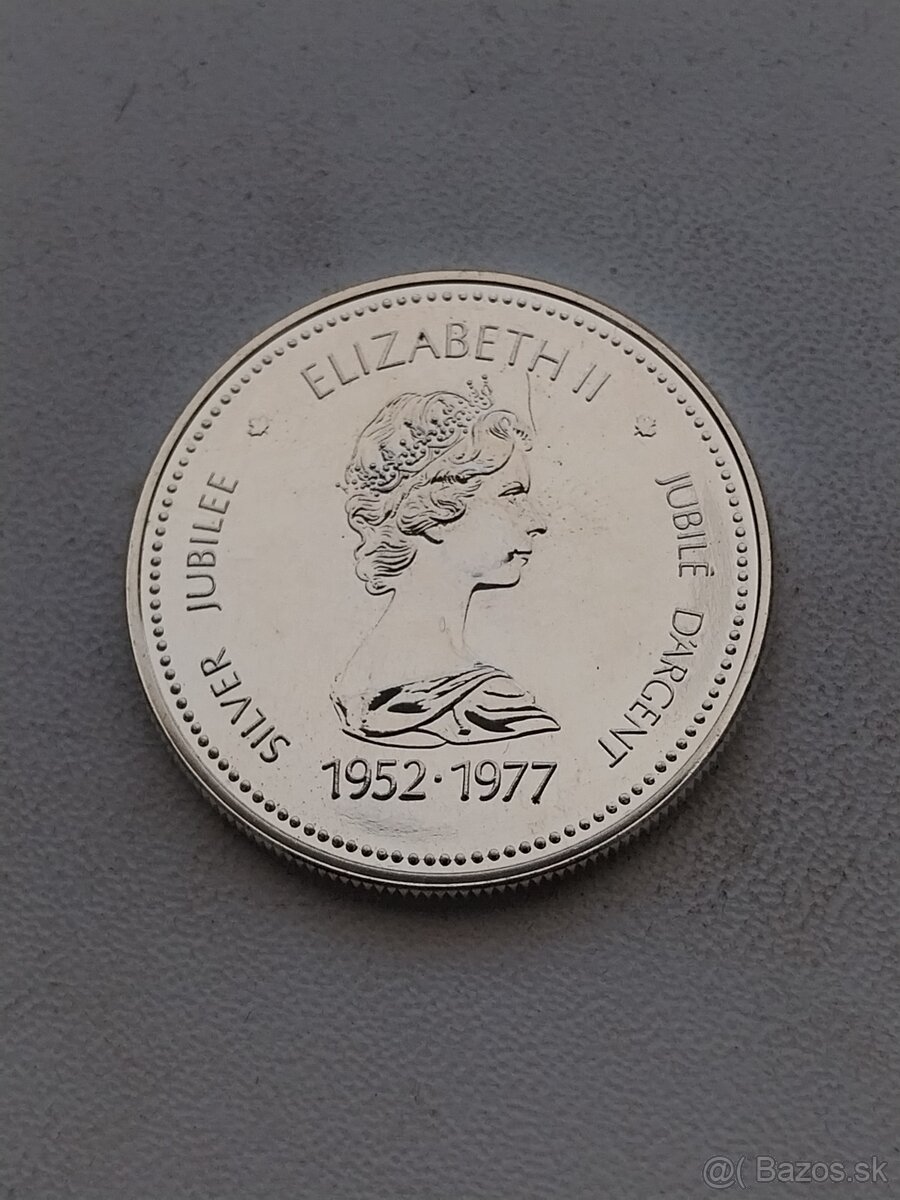 ELIZABETH II
SILVER JUBILEE
JUBILÉ D'ARGENT
1952·1977
@( Bazos.sk